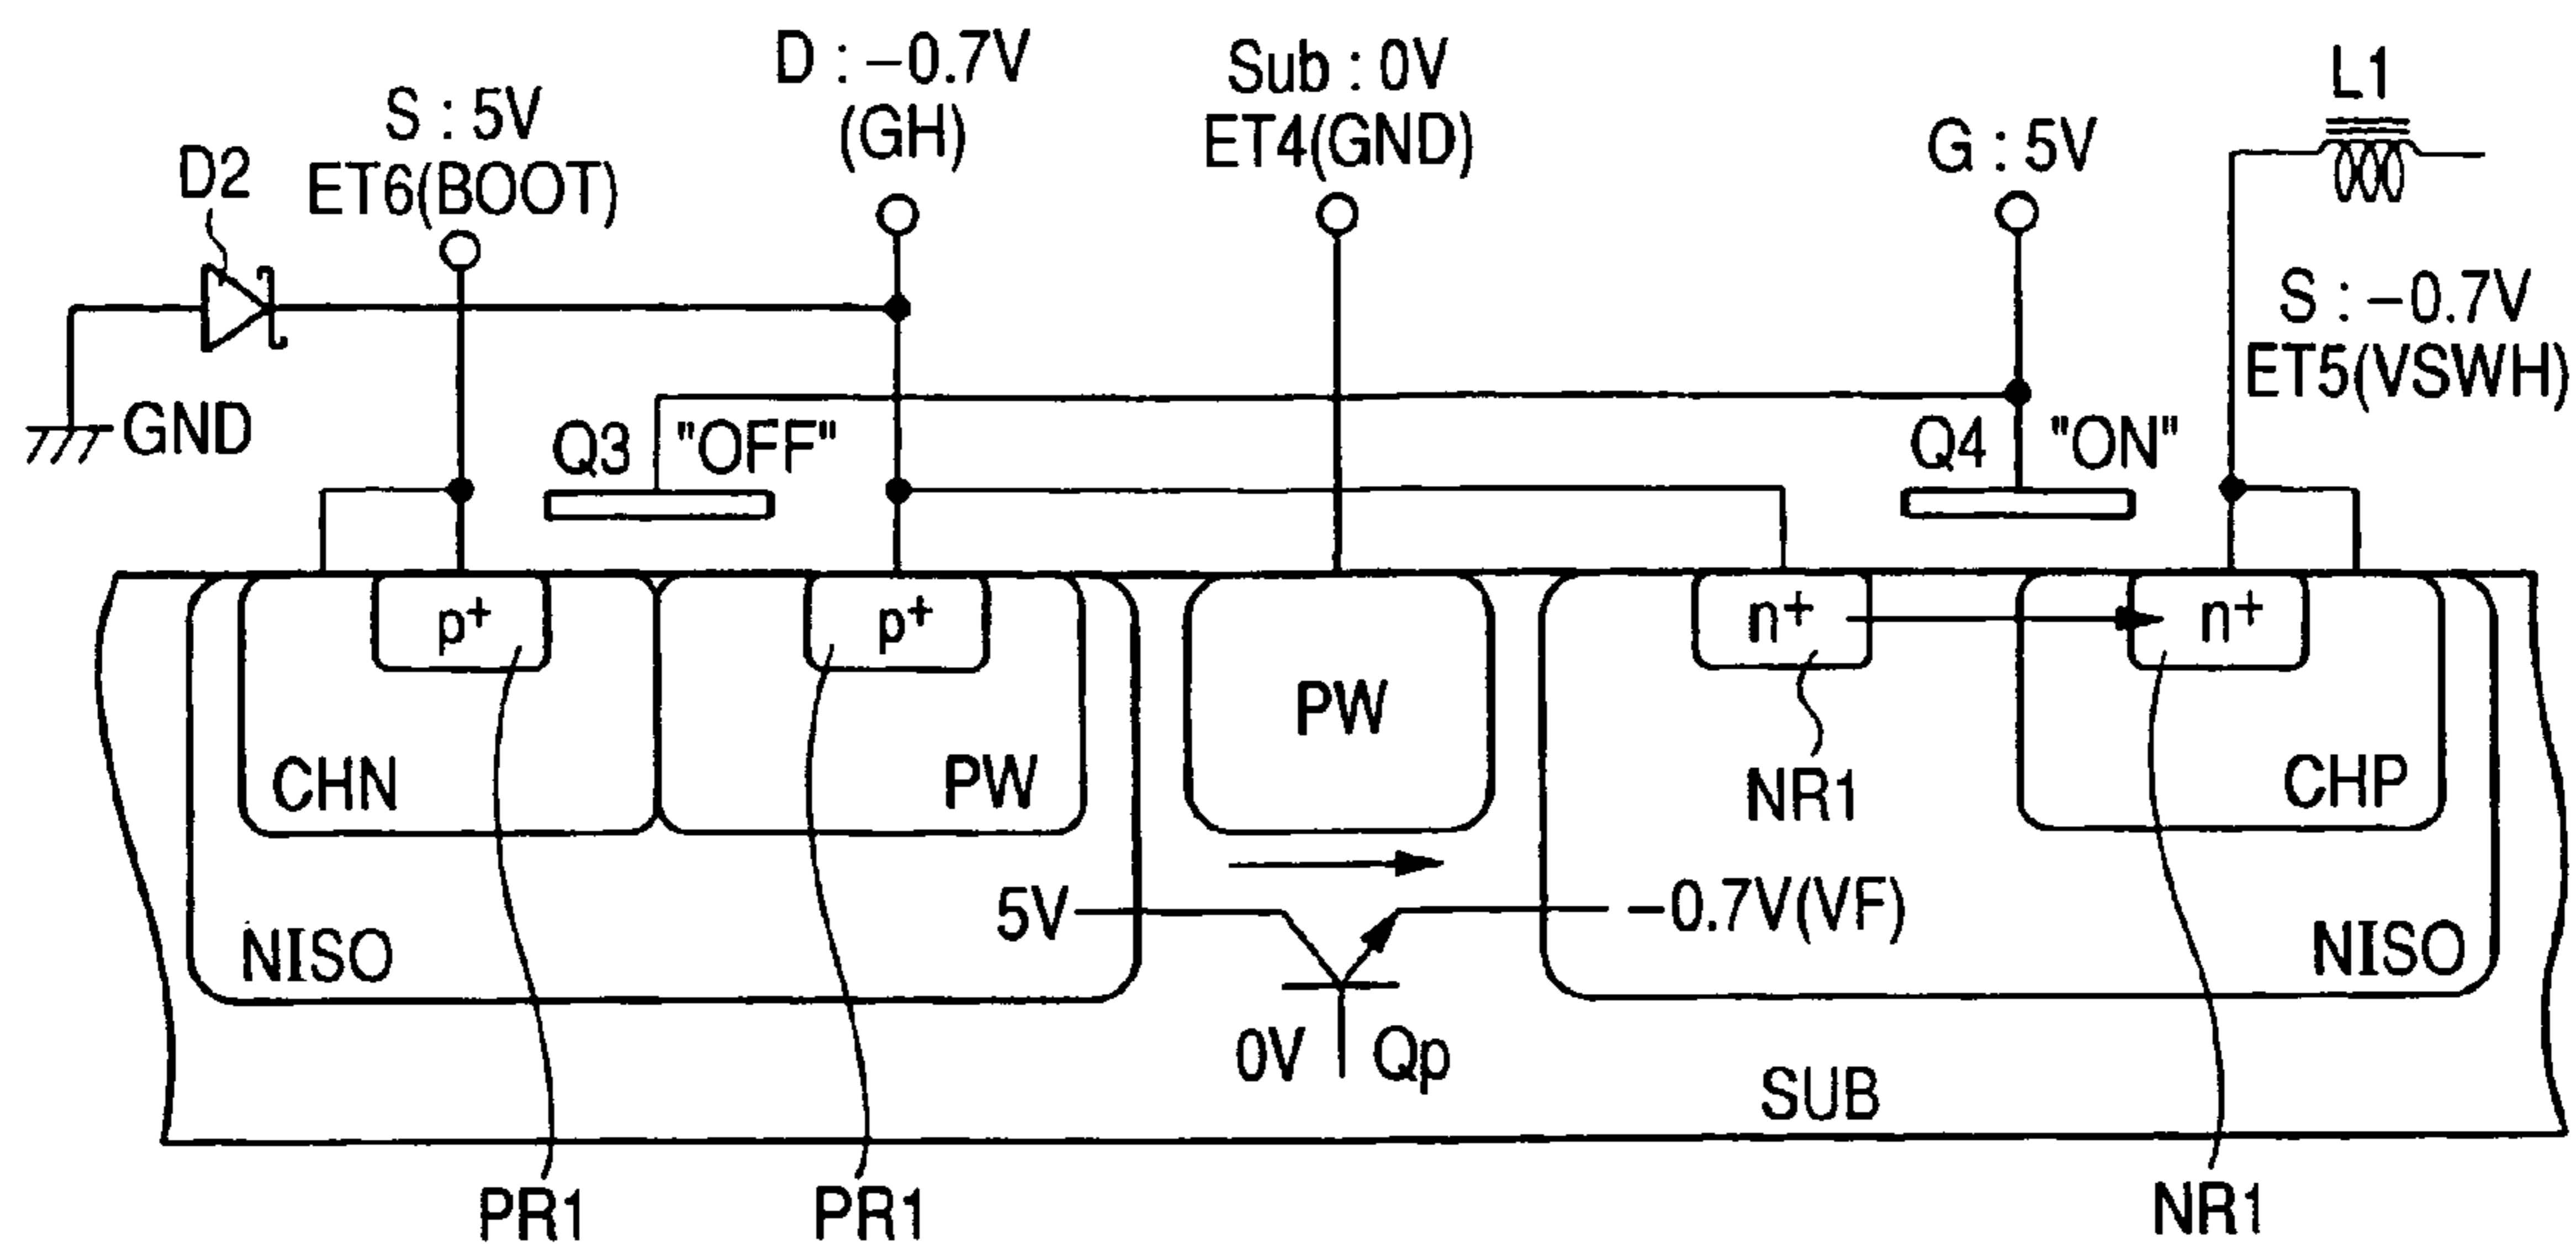 D : −0.7V
(GH)
Sub : 0V
ET4(GND)
L1
S : 5V
ET6(BOOT)
D2
G : 5V
S : −0.7V
ET5(VSWH)
GND
Q3 "OFF"
Q4 "ON"
p+
p+
n+
n+
PW
CHN
PW
NR1
CHP
5V
−0.7V(VF)
NISO
NISO
0V
Qp
SUB
PR1
PR1
NR1